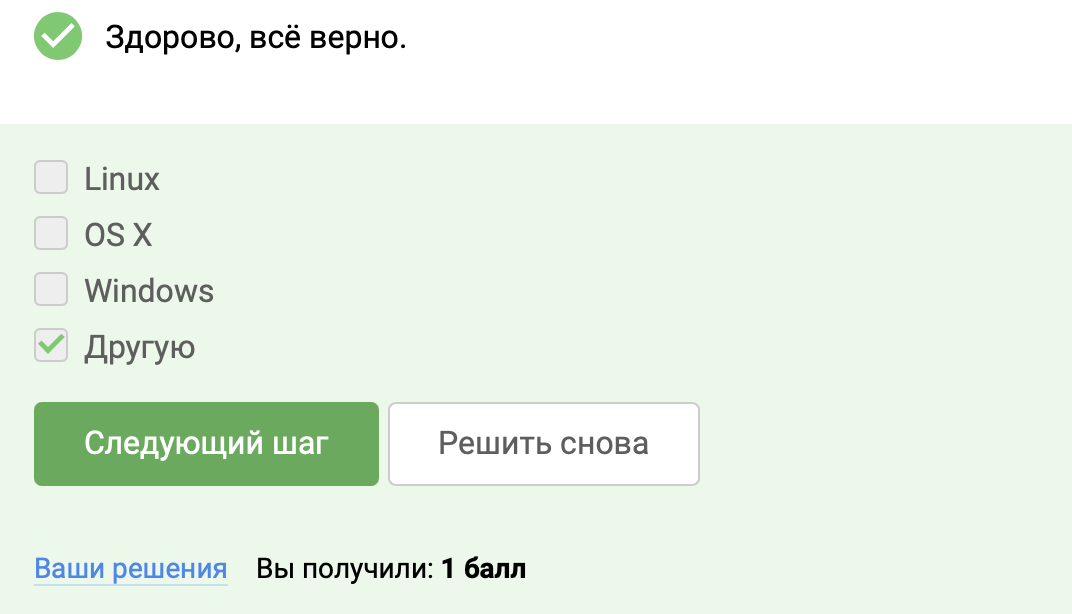 Здорово, всё верно.
Linux
OS X
Windows
Другую
Следующий шаг Решить снова
Ваши решения Вы получили: 1 балл